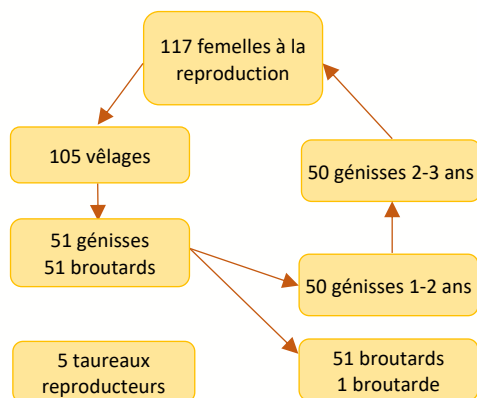 117 femelles à la
reproduction
105 vêlages
50 génisses 2-3 ans
51 génisses
51 broutards
50 génisses 1-2 ans
5 taureaux
reproducteurs
51 broutards
1 broutarde